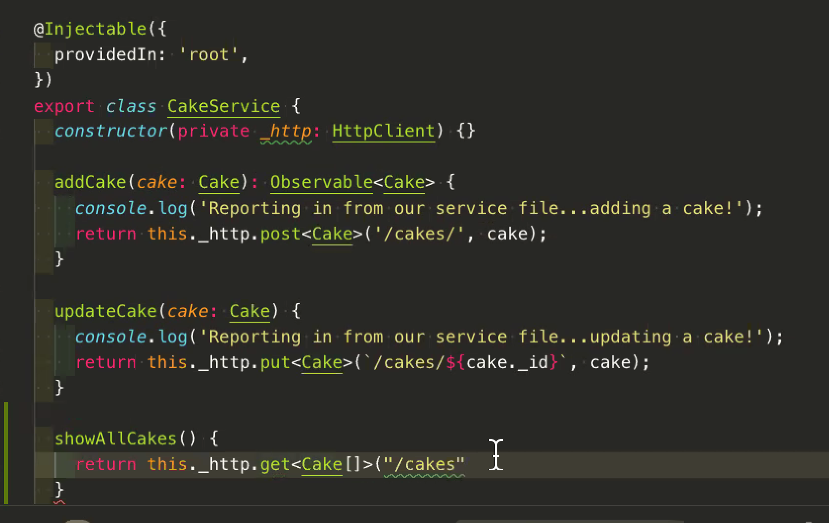 @Injectable({
  providedIn: 'root',
})
export class CakeService {
  constructor(private _http: HttpClient) {}

  addCake(cake: Cake): Observable<Cake> {
    console.log('Reporting in from our service file...adding a cake!');
    return this._http.post<Cake>('/cakes/', cake);
  }

  updateCake(cake: Cake) {
    console.log('Reporting in from our service file...updating a cake!');
    return this._http.put<Cake>(`/cakes/${cake._id}`, cake);
  }

  showAllCakes() {
    return this._http.get<Cake[]>("/cakes"
  }